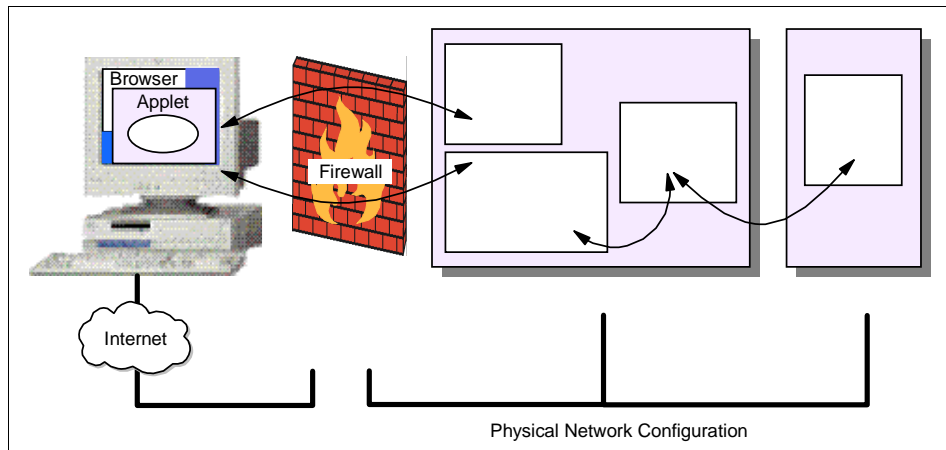 Browser
Applet
Firewall
Internet
Physical Network Configuration